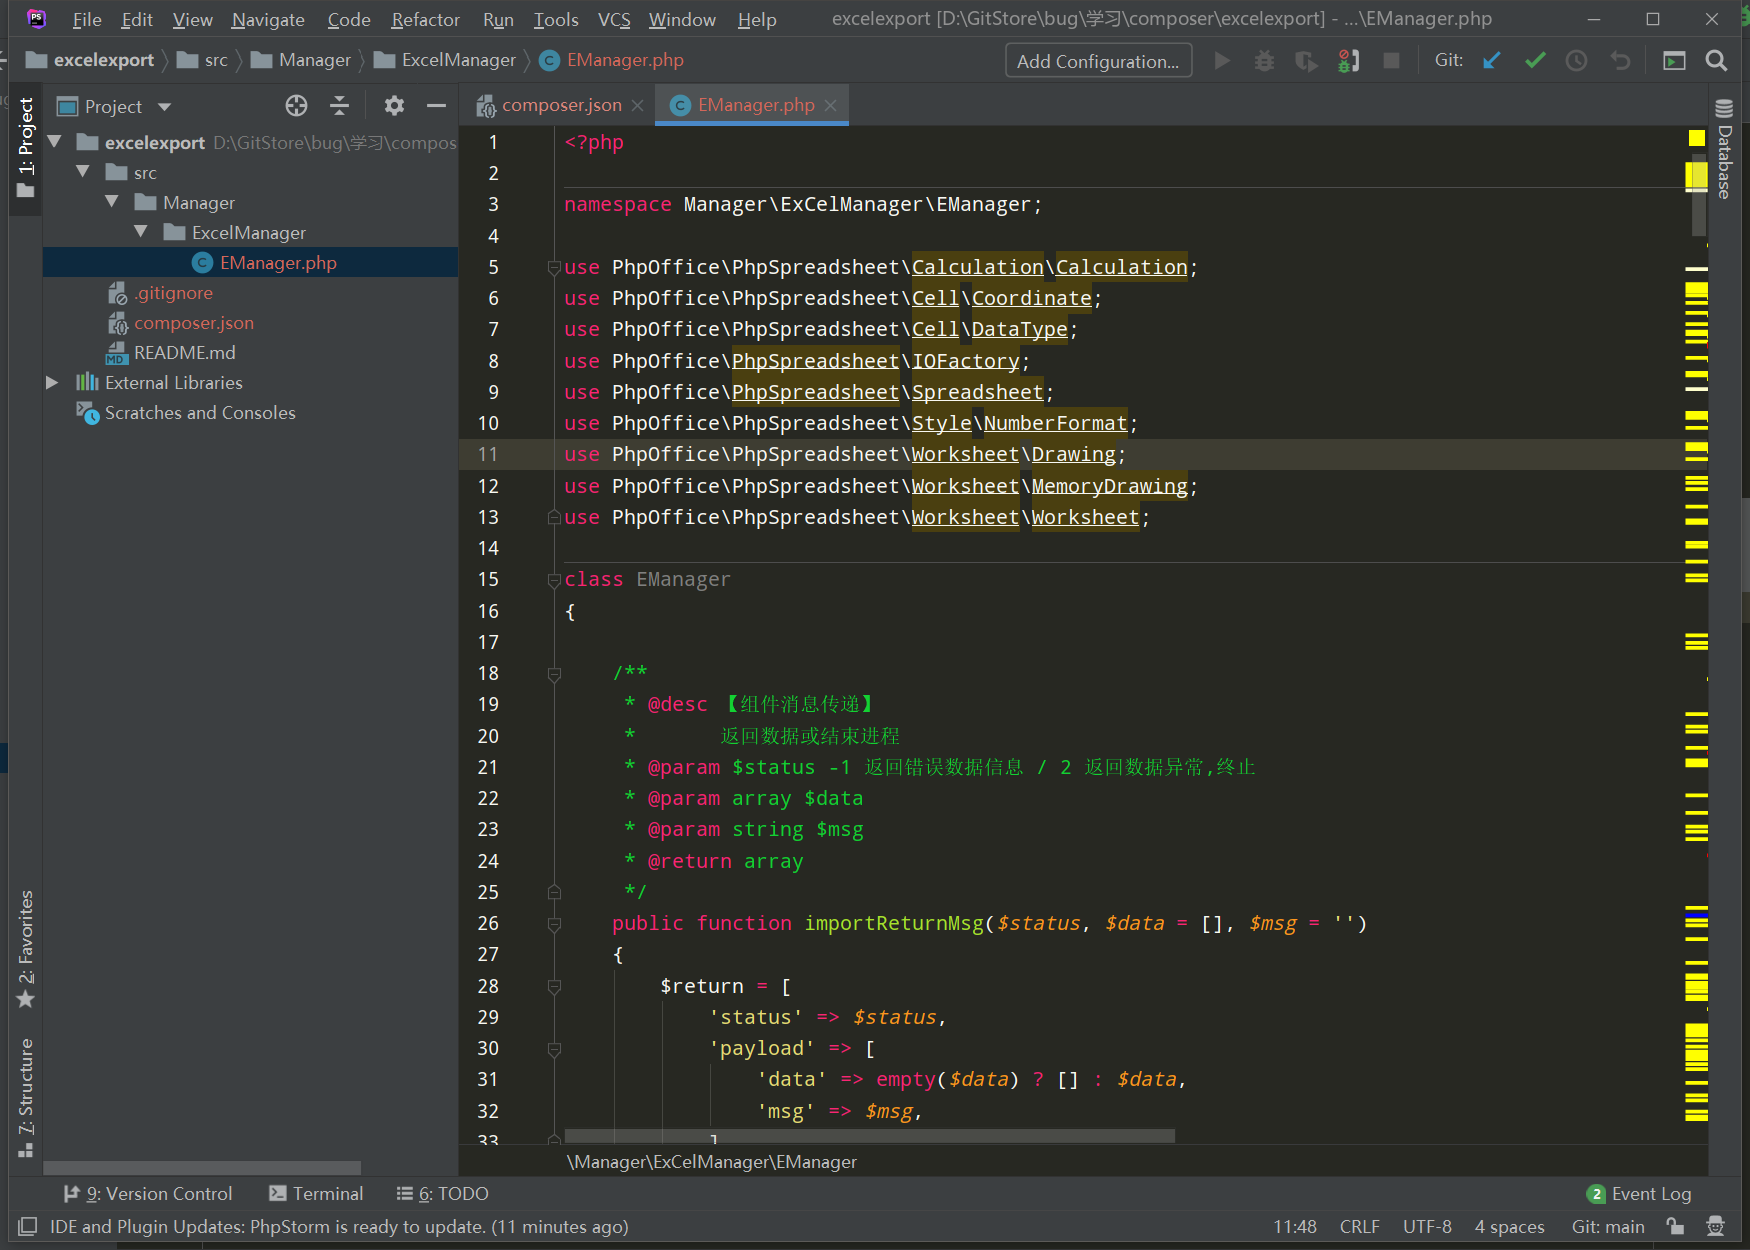 File Edit View Navigate Code Refactor Run Tools VCS Window Help excelexport [D:\GitStore\bug\学习\composer\excelexport] - ...\EManager.php
excelexport src Manager ExcelManager EManager.php Add Configuration... Git:
1: Project
Project
excelexport D:\GitStore\bug\学习\compos
src
Manager
ExcelManager
EManager.php
.gitignore
composer.json
README.md
External Libraries
Scratches and Consoles
2: Favorites
7: Structure
composer.json EManager.php
Database
1 <?php
2
3 namespace Manager\ExCelManager\EManager;
4
5 use PhpOffice\PhpSpreadsheet\Calculation\Calculation;
6 use PhpOffice\PhpSpreadsheet\Cell\Coordinate;
7 use PhpOffice\PhpSpreadsheet\Cell\DataType;
8 use PhpOffice\PhpSpreadsheet\IOFactory;
9 use PhpOffice\PhpSpreadsheet\Spreadsheet;
10 use PhpOffice\PhpSpreadsheet\Style\NumberFormat;
11 use PhpOffice\PhpSpreadsheet\Worksheet\Drawing;
12 use PhpOffice\PhpSpreadsheet\Worksheet\MemoryDrawing;
13 use PhpOffice\PhpSpreadsheet\Worksheet\Worksheet;
14
15 class EManager
16 {
17
18 /**
19 * @desc 【组件消息传递】
20 * 返回数据或结束进程
21 * @param $status -1 返回错误数据信息 / 2 返回数据异常,终止
22 * @param array $data
23 * @param string $msg
24 * @return array
25 */
26 public function importReturnMsg($status, $data = [], $msg = '')
27 {
28 $return = [
29 'status' => $status,
30 'payload' => [
31 'data' => empty($data) ? [] : $data,
32 'msg' => $msg,
33 ]
\Manager\ExCelManager\EManager
9: Version Control Terminal 6: TODO 2 Event Log
IDE and Plugin Updates: PhpStorm is ready to update. (11 minutes ago) 11:48 CRLF UTF-8 4 spaces Git: main